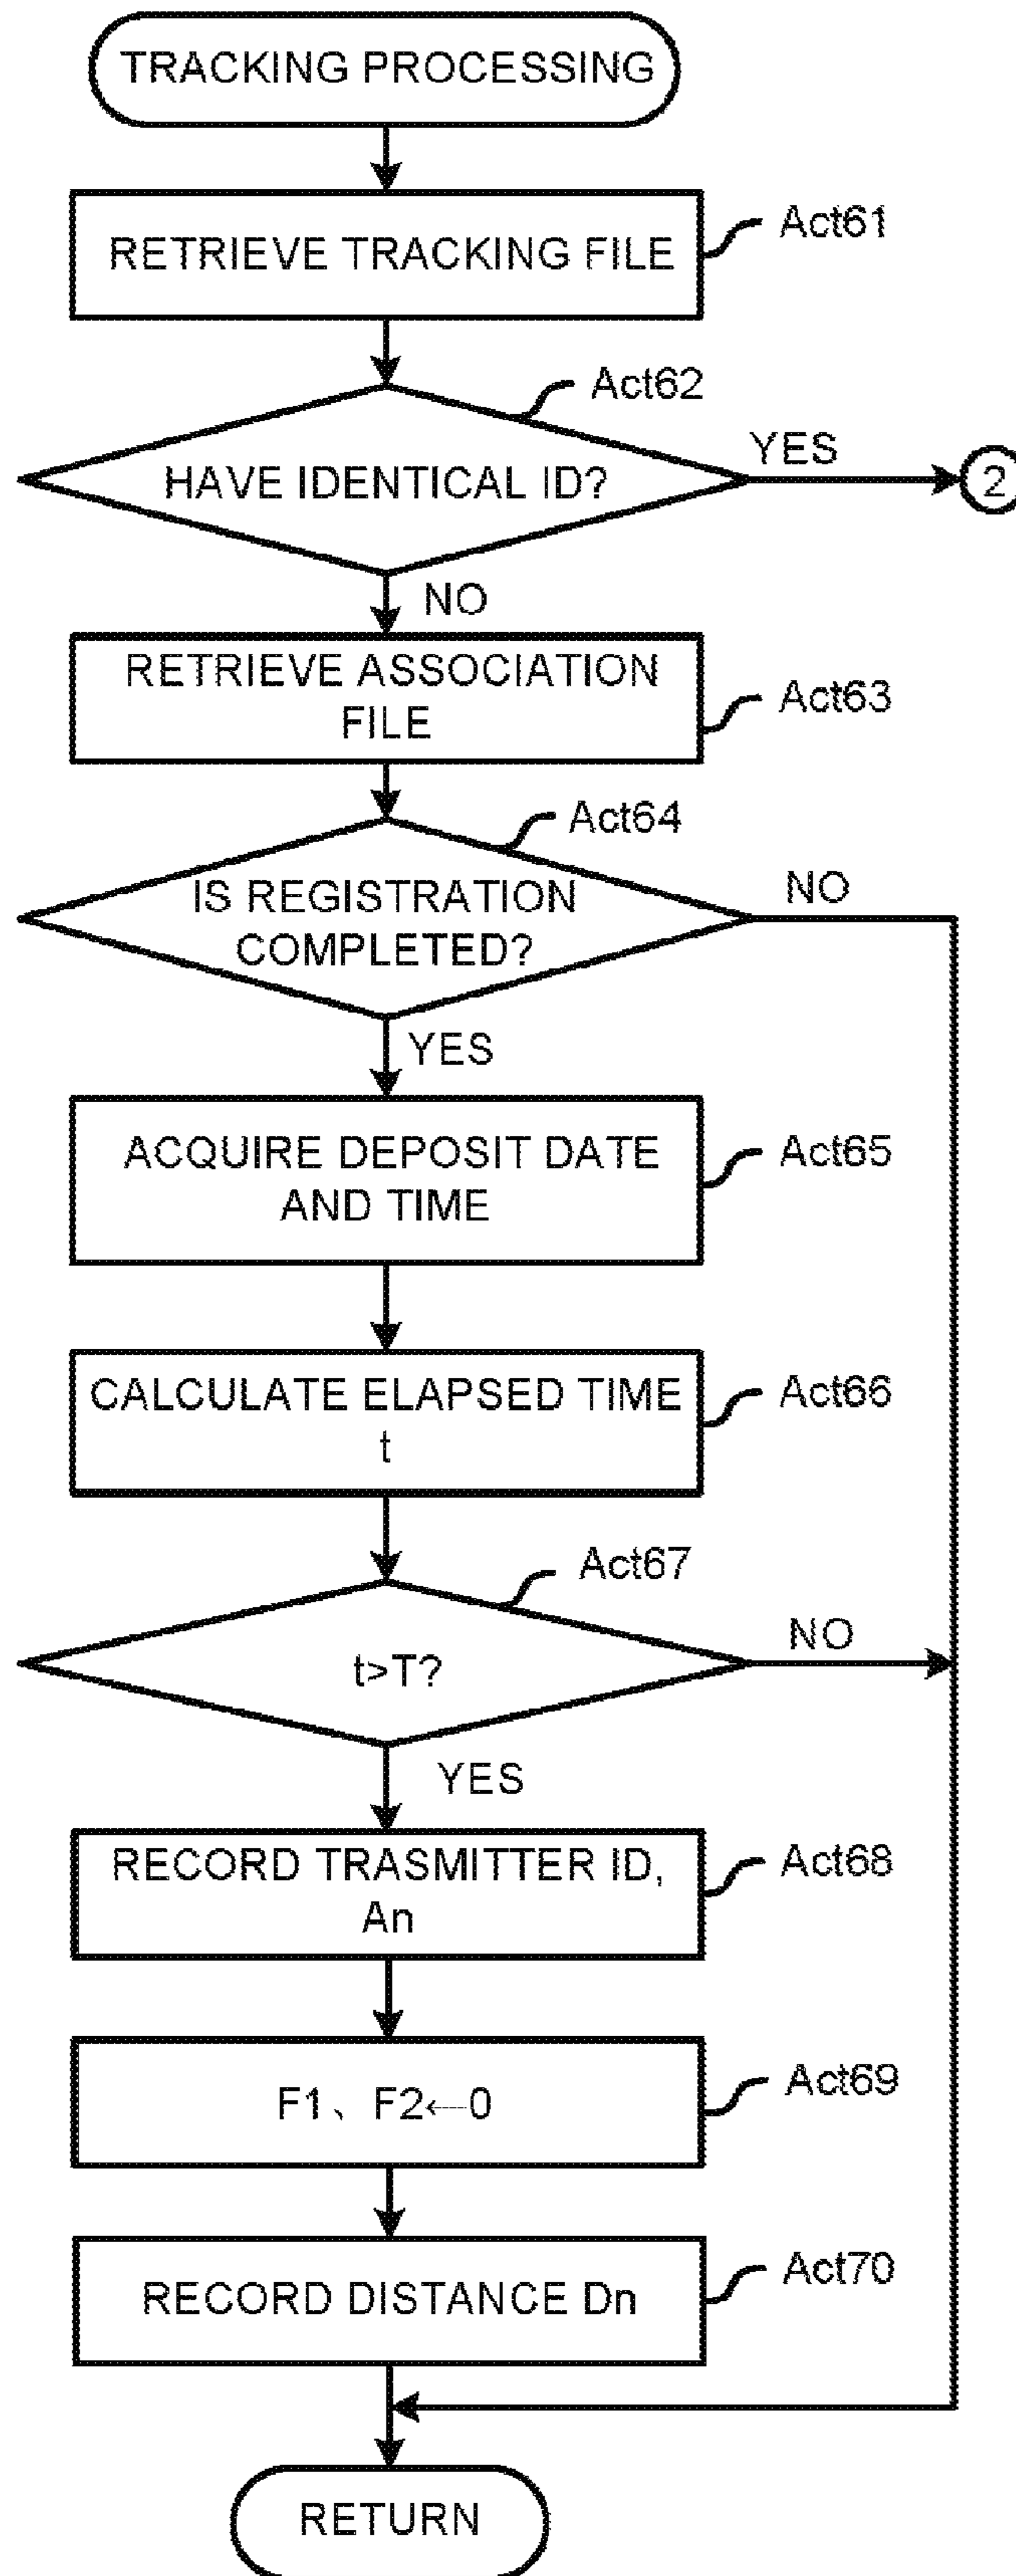 TRACKING PROCESSING
RETRIEVE TRACKING FILE
Act61
Act62
HAVE IDENTICAL ID?
YES
2
NO
RETRIEVE ASSOCIATION
FILE
Act63
Act64
IS REGISTRATION
COMPLETED?
NO
YES
ACQUIRE DEPOSIT DATE
AND TIME
Act65
CALCULATE ELAPSED TIME
t
Act66
Act67
t>T?
NO
YES
RECORD TRASMITTER ID,
An
Act68
F1、F2←0
Act69
RECORD DISTANCE Dn
Act70
RETURN